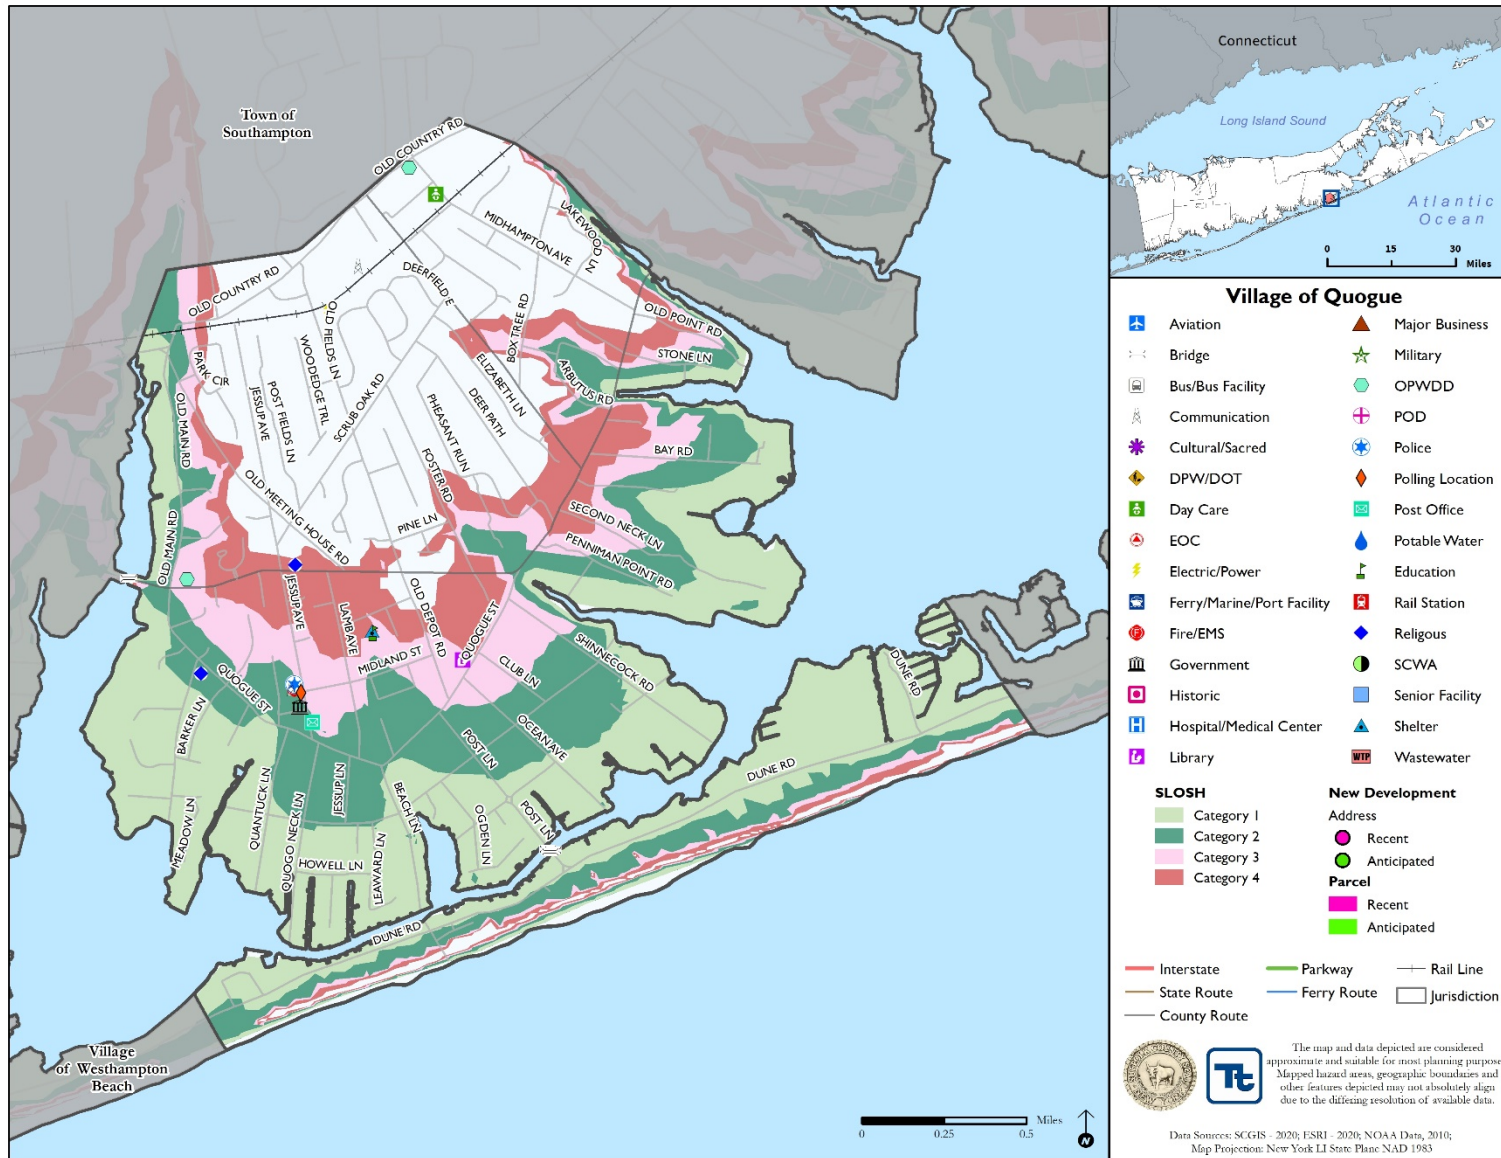 Town of
Southampton
OLD COUNTRY RD
MIDHAMPTON AVE
LAKEWOOD LN
OLD COUNTRY RD
DEERFIELD E
OLD POINT RD
STONE LN
BOX TREE RD
ARBUTUS RD
ELIZABETH LN
DEER PATH
PHEASANT RUN
SCRUB OAK RD
OLD FIELDS LN
WOODEDGE TRL
POST FIELDS LN
JESSUP AVE
PARK CIR
OLD MAIN RD
FOSTER RD
BAY RD
OLD MEETING HOUSE RD
PINE LN
SECOND NECK LN
PENNIMAN POINT RD
OLD MAIN RD
JESSUP AVE
LAMB AVE
OLD DEPOT RD
QUOGUE ST
MIDLAND ST
CLUB LN
SHINNECOCK RD
DUNE RD
QUOGUE ST
BARKER LN
OCEAN AVE
POST LN
DUNE RD
MEADOW LN
QUANTUCK LN
QUOGO NECK LN
JESSUP LN
BEACH LN
OGDEN LN
POST LN
HOWELL LN
LEAWARD LN
DUNE RD
Village
of Westhampton
Beach
Miles
0 0.25 0.5
N
Connecticut
Long Island Sound
Atlantic
Ocean
0 15 30
Miles
Village of Quogue
Aviation
Bridge
Bus/Bus Facility
Communication
Cultural/Sacred
DPW/DOT
Day Care
EOC
Electric/Power
Ferry/Marine/Port Facility
Fire/EMS
Government
Historic
Hospital/Medical Center
Library
Major Business
Military
OPWDD
POD
Police
Polling Location
Post Office
Potable Water
Education
Rail Station
Religous
SCWA
Senior Facility
Shelter
WTP Wastewater
SLOSH
Category 1
Category 2
Category 3
Category 4
New Development
Address
Recent
Anticipated
Parcel
Recent
Anticipated
Interstate
State Route
County Route
Parkway
Ferry Route
Rail Line
Jurisdiction
Tt
The map and data depicted are considered
approximate and suitable for most planning purpose
Mapped hazard areas, geographic boundaries and
other features depicted may not absolutely align
due to the differing resolution of available data.
Data Sources: SCGIS - 2020; ESRI - 2020; NOAA Data, 2010;
Map Projection: New York LI State Plane NAD 1983